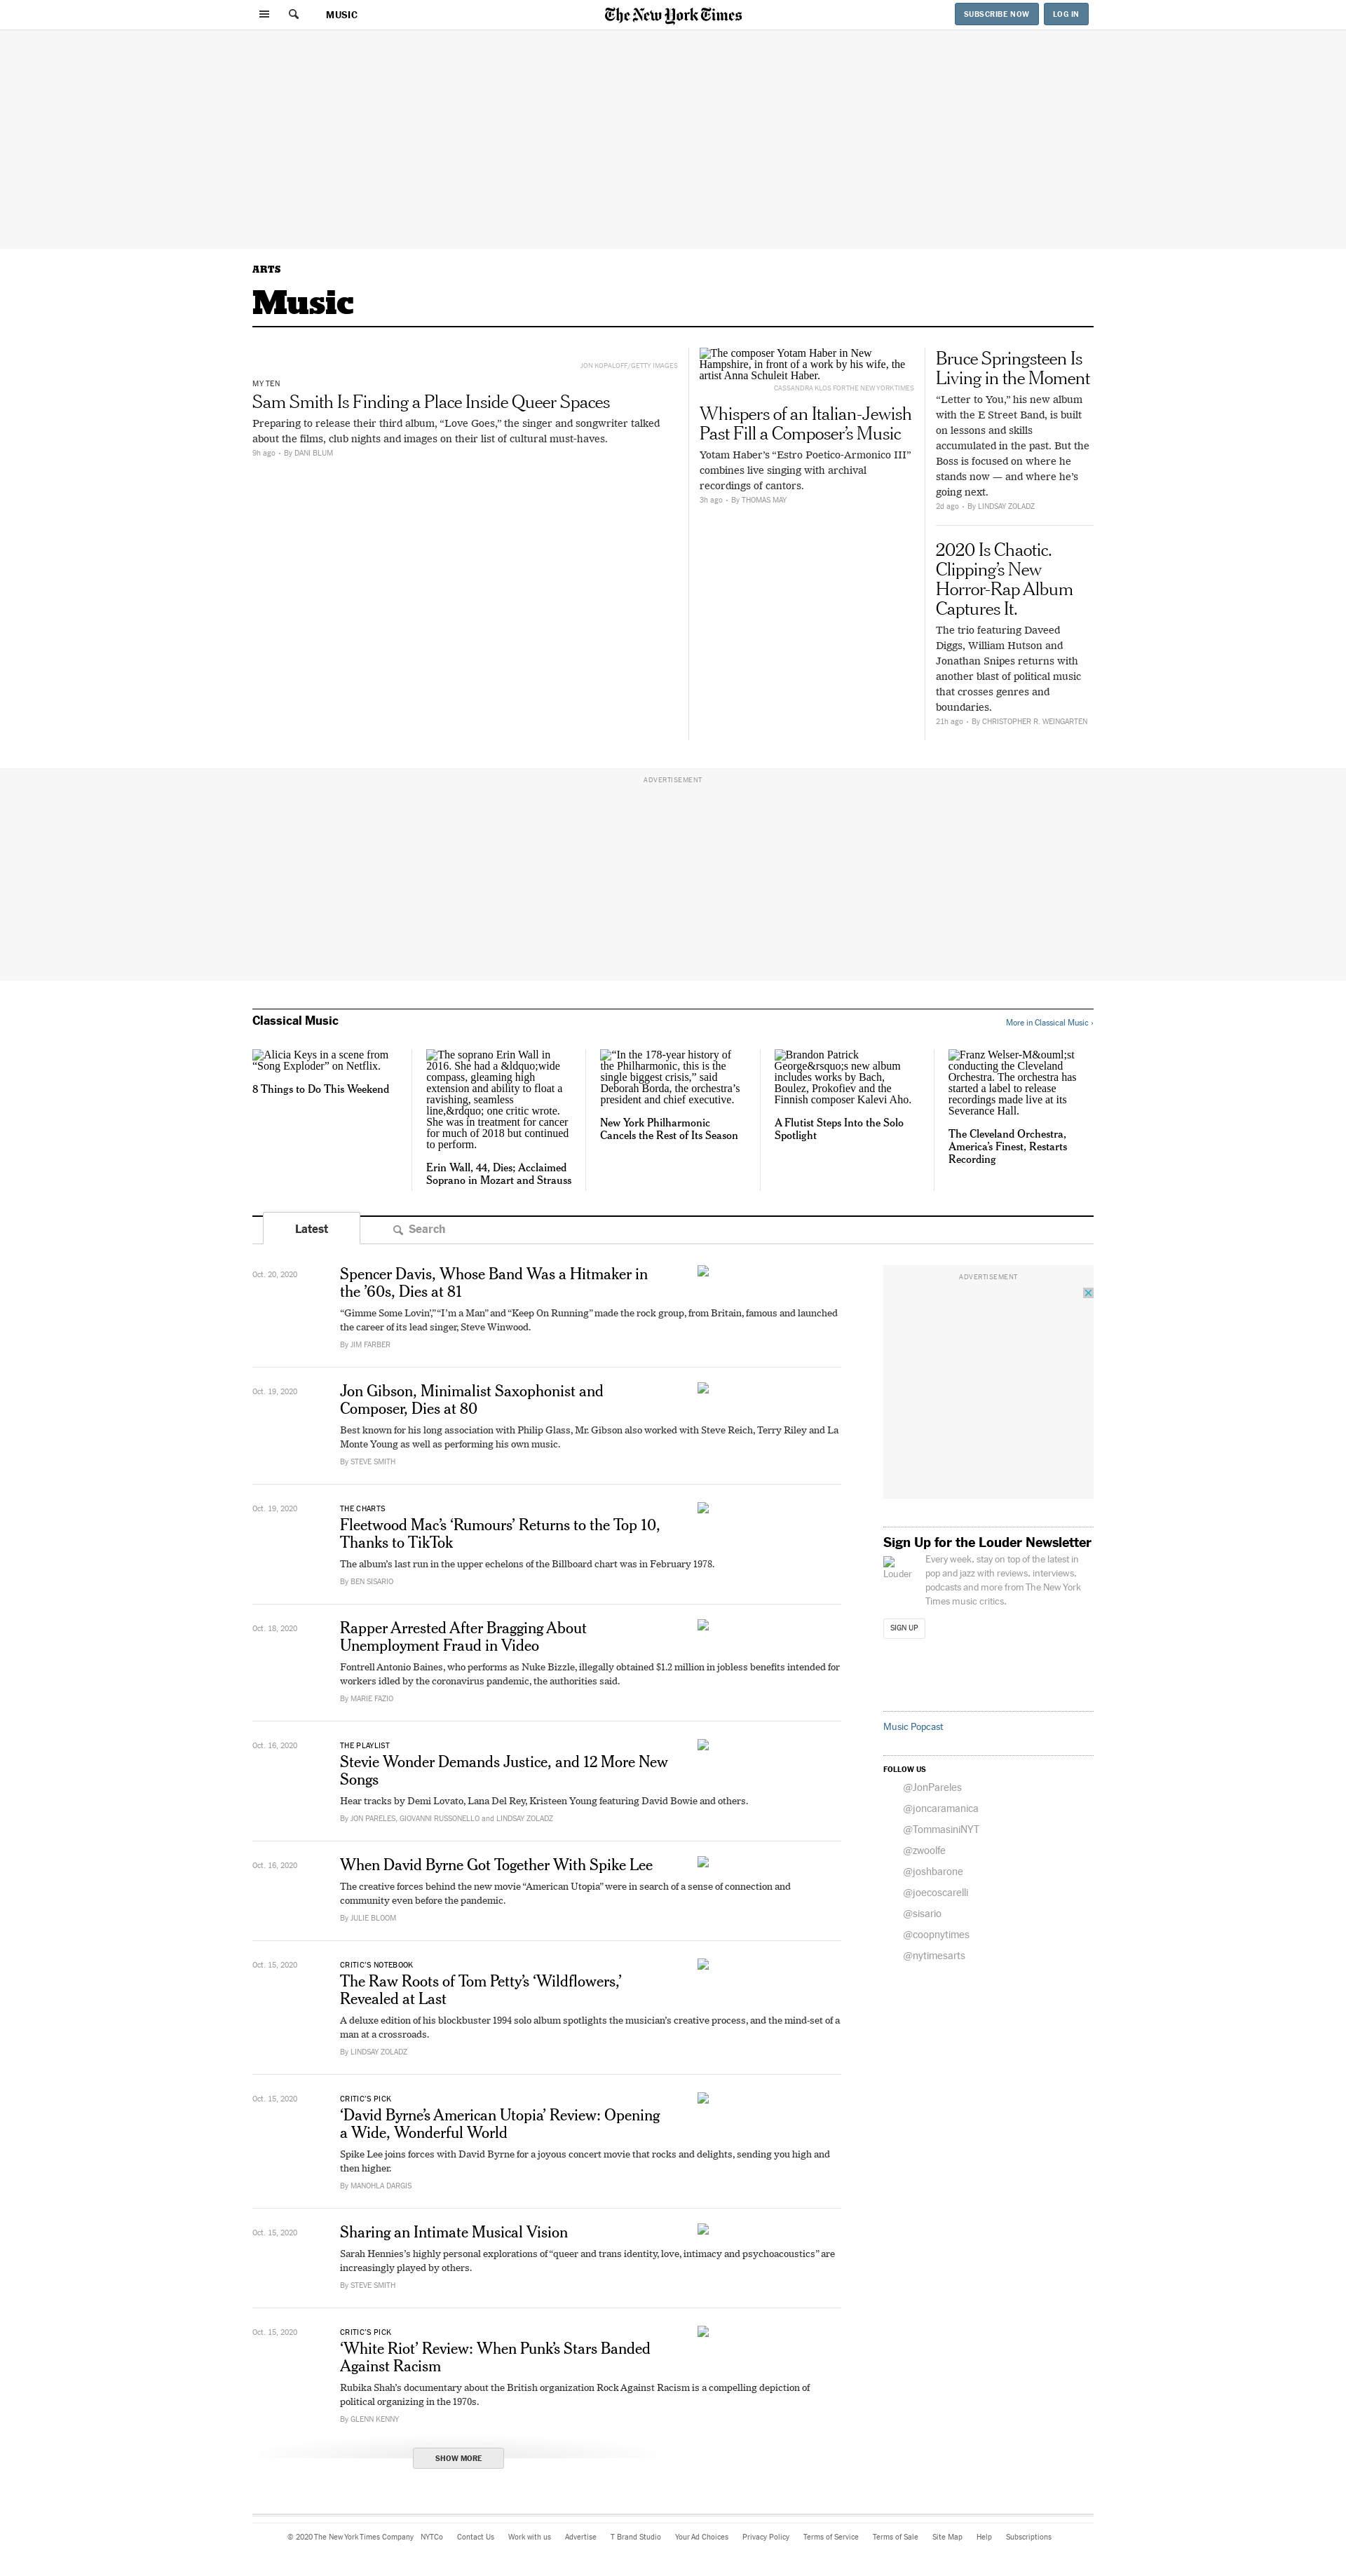 MUSIC
The New York Times
SUBSCRIBE NOW
LOG IN
ARTS
Music
JON KOPALOFF/GETTY IMAGES
MY TEN
Sam Smith Is Finding a Place Inside Queer Spaces
Preparing to release their third album, “Love Goes,” the singer and songwriter talked
about the films, club nights and images on their list of cultural must-haves.
9h ago • By DANI BLUM
The composer Yotam Haber in New
Hampshire, in front of a work by his wife, the
artist Anna Schuleit Haber.
CASSANDRA KLOS FOR THE NEW YORK TIMES
Whispers of an Italian-Jewish
Past Fill a Composer’s Music
Yotam Haber’s “Estro Poetico-Armonico III”
combines live singing with archival
recordings of cantors.
3h ago • By THOMAS MAY
Bruce Springsteen Is
Living in the Moment
“Letter to You,” his new album
with the E Street Band, is built
on lessons and skills
accumulated in the past. But the
Boss is focused on where he
stands now — and where he’s
going next.
2d ago • By LINDSAY ZOLADZ
2020 Is Chaotic.
Clipping’s New
Horror-Rap Album
Captures It.
The trio featuring Daveed
Diggs, William Hutson and
Jonathan Snipes returns with
another blast of political music
that crosses genres and
boundaries.
21h ago • By CHRISTOPHER R. WEINGARTEN
ADVERTISEMENT
Classical Music
More in Classical Music ›
Alicia Keys in a scene from
“Song Exploder” on Netflix.
8 Things to Do This Weekend
The soprano Erin Wall in
2016. She had a &ldquo;wide
compass, gleaming high
extension and ability to float a
ravishing, seamless
line,&rdquo; one critic wrote.
She was in treatment for cancer
for much of 2018 but continued
to perform.
Erin Wall, 44, Dies; Acclaimed
Soprano in Mozart and Strauss
“In the 178-year history of
the Philharmonic, this is the
single biggest crisis,” said
Deborah Borda, the orchestra’s
president and chief executive.
New York Philharmonic
Cancels the Rest of Its Season
Brandon Patrick
George&rsquo;s new album
includes works by Bach,
Boulez, Prokofiev and the
Finnish composer Kalevi Aho.
A Flutist Steps Into the Solo
Spotlight
Franz Welser-M&ouml;st
conducting the Cleveland
Orchestra. The orchestra has
started a label to release
recordings made live at its
Severance Hall.
The Cleveland Orchestra,
America’s Finest, Restarts
Recording
Latest
Search
Oct. 20, 2020
Spencer Davis, Whose Band Was a Hitmaker in
the ’60s, Dies at 81
“Gimme Some Lovin’,” “I’m a Man” and “Keep On Running” made the rock group, from Britain, famous and launched
the career of its lead singer, Steve Winwood.
By JIM FARBER
Oct. 19, 2020
Jon Gibson, Minimalist Saxophonist and
Composer, Dies at 80
Best known for his long association with Philip Glass, Mr. Gibson also worked with Steve Reich, Terry Riley and La
Monte Young as well as performing his own music.
By STEVE SMITH
Oct. 19, 2020
THE CHARTS
Fleetwood Mac’s ‘Rumours’ Returns to the Top 10,
Thanks to TikTok
The album’s last run in the upper echelons of the Billboard chart was in February 1978.
By BEN SISARIO
Oct. 18, 2020
Rapper Arrested After Bragging About
Unemployment Fraud in Video
Fontrell Antonio Baines, who performs as Nuke Bizzle, illegally obtained $1.2 million in jobless benefits intended for
workers idled by the coronavirus pandemic, the authorities said.
By MARIE FAZIO
Oct. 16, 2020
THE PLAYLIST
Stevie Wonder Demands Justice, and 12 More New
Songs
Hear tracks by Demi Lovato, Lana Del Rey, Kristeen Young featuring David Bowie and others.
By JON PARELES, GIOVANNI RUSSONELLO and LINDSAY ZOLADZ
Oct. 16, 2020
When David Byrne Got Together With Spike Lee
The creative forces behind the new movie “American Utopia” were in search of a sense of connection and
community even before the pandemic.
By JULIE BLOOM
Oct. 15, 2020
CRITIC’S NOTEBOOK
The Raw Roots of Tom Petty’s ‘Wildflowers,’
Revealed at Last
A deluxe edition of his blockbuster 1994 solo album spotlights the musician’s creative process, and the mind-set of a
man at a crossroads.
By LINDSAY ZOLADZ
Oct. 15, 2020
CRITIC’S PICK
‘David Byrne’s American Utopia’ Review: Opening
a Wide, Wonderful World
Spike Lee joins forces with David Byrne for a joyous concert movie that rocks and delights, sending you high and
then higher.
By MANOHLA DARGIS
Oct. 15, 2020
Sharing an Intimate Musical Vision
Sarah Hennies’s highly personal explorations of “queer and trans identity, love, intimacy and psychoacoustics” are
increasingly played by others.
By STEVE SMITH
Oct. 15, 2020
CRITIC’S PICK
‘White Riot’ Review: When Punk’s Stars Banded
Against Racism
Rubika Shah’s documentary about the British organization Rock Against Racism is a compelling depiction of
political organizing in the 1970s.
By GLENN KENNY
SHOW MORE
ADVERTISEMENT
Sign Up for the Louder Newsletter
Louder
Every week, stay on top of the latest in
pop and jazz with reviews, interviews,
podcasts and more from The New York
Times music critics.
SIGN UP
Music Popcast
FOLLOW US
@JonPareles
@joncaramanica
@TommasiniNYT
@zwoolfe
@joshbarone
@joecoscarelli
@sisario
@coopnytimes
@nytimesarts
© 2020 The New York Times Company NYTCo Contact Us Work with us Advertise T Brand Studio Your Ad Choices Privacy Policy Terms of Service Terms of Sale Site Map Help Subscriptions